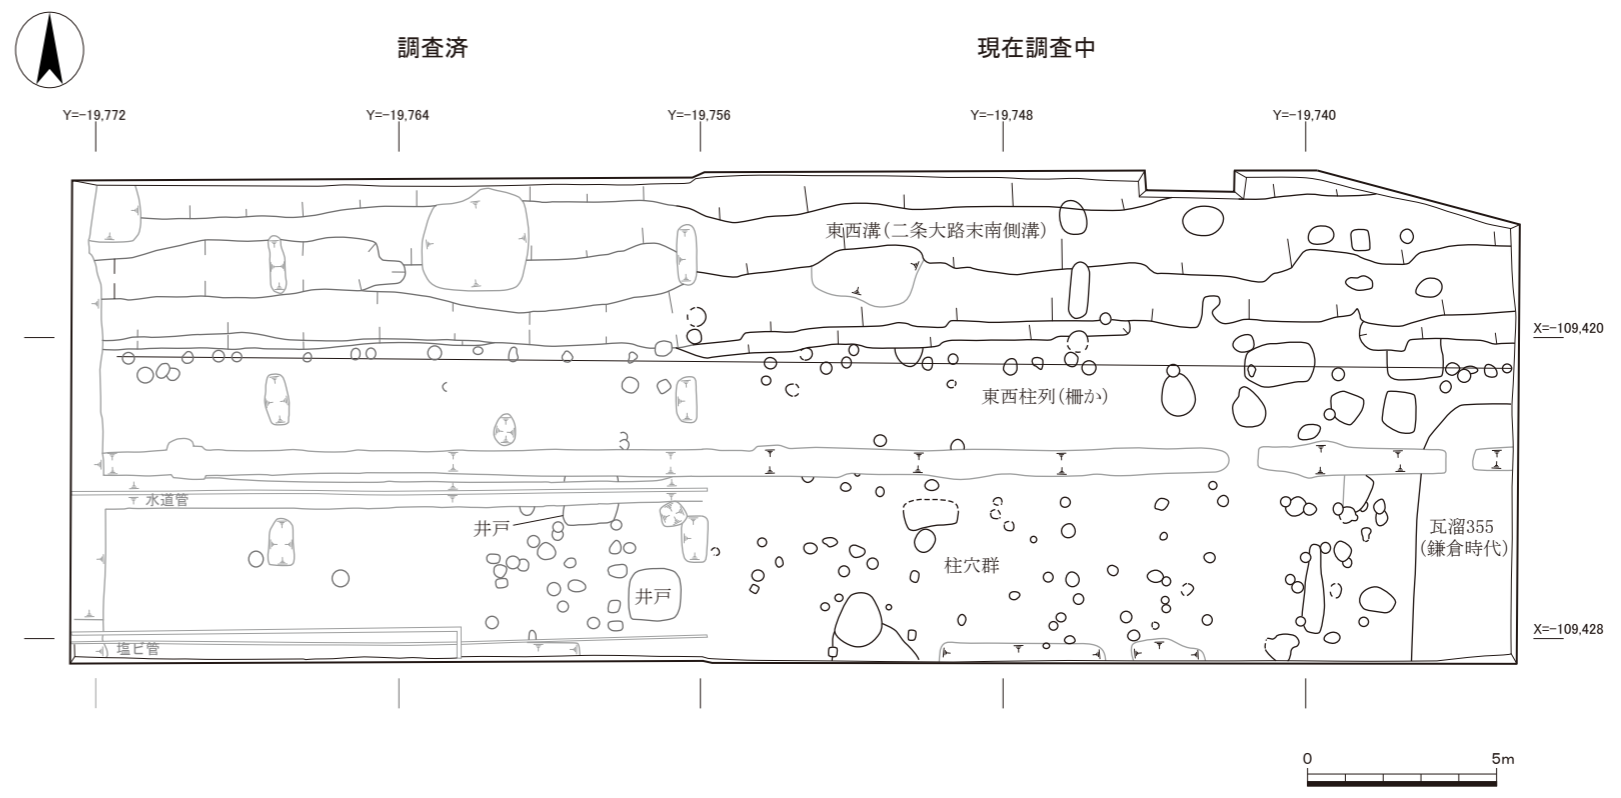 調査済
現在調査中
Y=-19,772
Y=-19,764
Y=-19,756
Y=-19,748
Y=-19,740
東西溝（二条大路末南側溝）
X=-109,420
東西柱列（柵か）
水道管
井戸
瓦溜355
（鎌倉時代）
柱穴群
井戸
X=-109,428
塩ビ管
0
5m